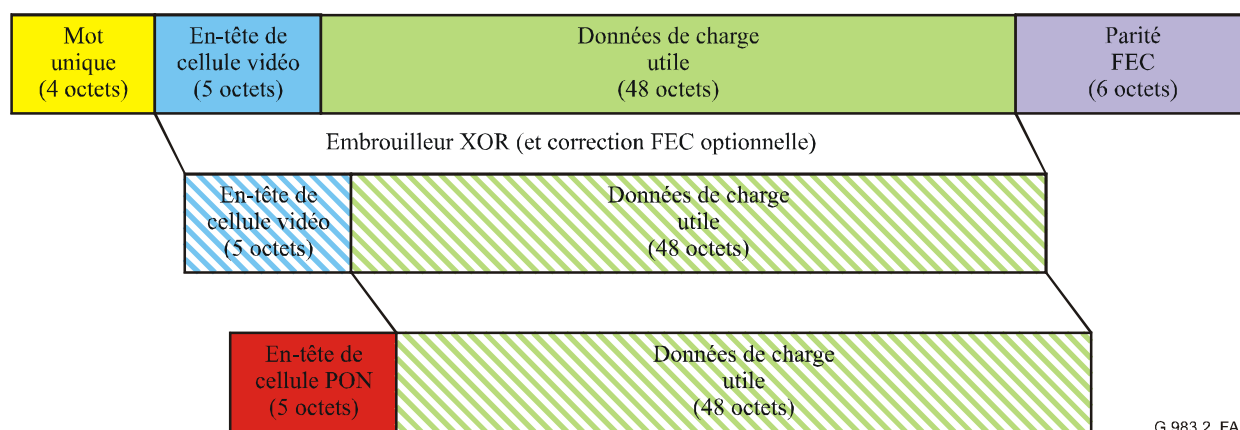 Mot
unique
(4 octets)
En-tête de
cellule vidéo
(5 octets)
Données de charge
utile
(48 octets)
Parité
FEC
(6 octets)
Embrouilleur XOR (et correction FEC optionnelle)
En-tête de
cellule vidéo
(5 octets)
Données de charge
utile
(48 octets)
En-tête de
cellule PON
(5 octets)
Données de charge
utile
(48 octets)
G.983.2_FA